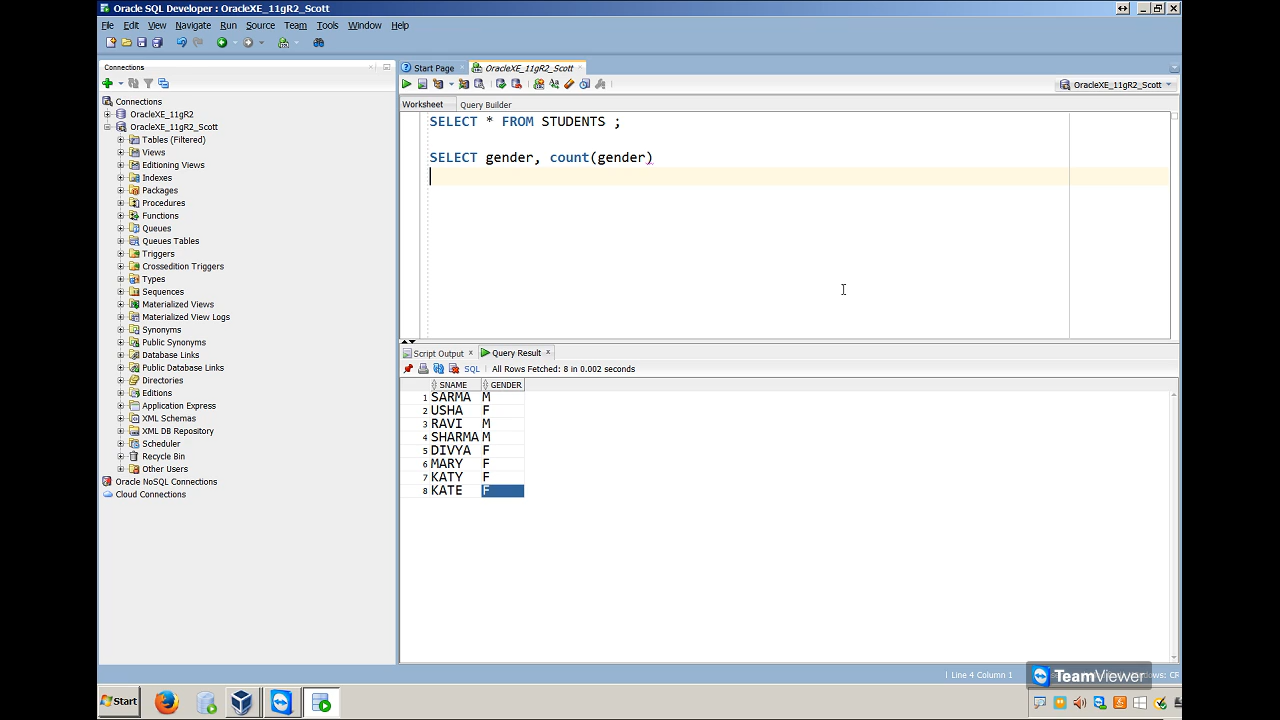 Oracle SQL Developer : OracleXE_11gR2_Scott
File Edit View Navigate Run Source Team Tools Window Help
Connections
Start Page
OracleXE_11gR2_Scott
OracleXE_11gR2_Scott
Worksheet Query Builder
Connections
OracleXE_11gR2
OracleXE_11gR2_Scott
Tables (Filtered)
Views
Editioning Views
Indexes
Packages
Procedures
Functions
Queues
Queues Tables
Triggers
Crossedition Triggers
Types
Sequences
Materialized Views
Materialized View Logs
Synonyms
Public Synonyms
Database Links
Public Database Links
Directories
Editions
Application Express
XML Schemas
XML DB Repository
Scheduler
Recycle Bin
Other Users
Oracle NoSQL Connections
Cloud Connections
SELECT * FROM STUDENTS ;
SELECT gender, count(gender)
Script Output Query Result
SQL All Rows Fetched: 8 in 0.002 seconds
SNAME GENDER
1 SARMA M
2 USHA F
3 RAVI M
4 SHARMA M
5 DIVYA F
6 MARY F
7 KATY F
8 KATE F
Line 4 Column 1
TeamViewer
Start